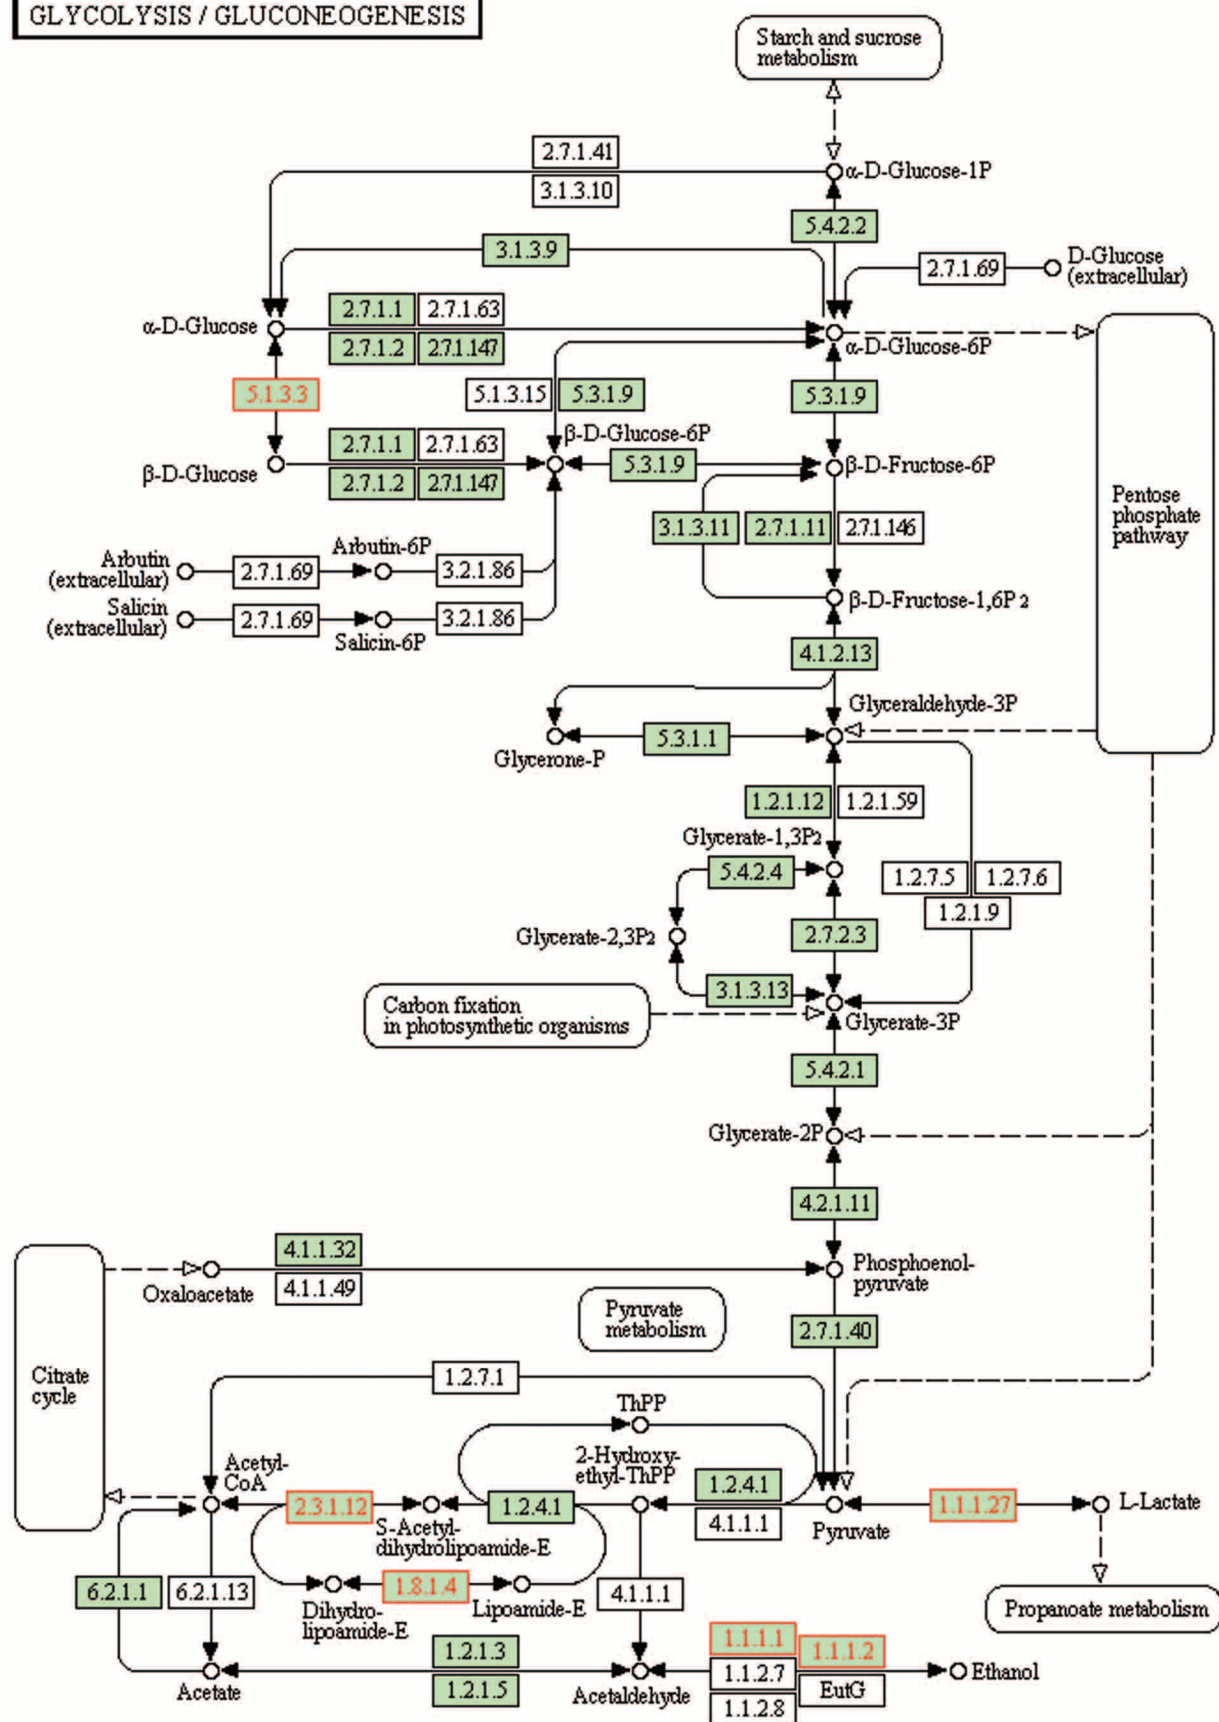 GLYCOLYSIS / GLUCONEOGENESIS
Starch and sucrose
metabolism
2.7.1.41
3.1.3.10
α-D-Glucose-1P
5.4.2.2
3.1.3.9
2.7.1.69
D-Glucose
(extracellular)
α-D-Glucose
2.7.1.1
2.7.1.63
2.7.1.2
2.7.1.147
α-D-Glucose-6P
5.1.3.3
5.1.3.15
5.3.1.9
5.3.1.9
β-D-Glucose
2.7.1.1
2.7.1.63
2.7.1.2
2.7.1.147
β-D-Glucose-6P
5.3.1.9
β-D-Fructose-6P
Pentose
phosphate
pathway
3.1.3.11
2.7.1.11
2.7.1.146
Arbutin
(extracellular)
2.7.1.69
Arbutin-6P
3.2.1.86
Salicin
(extracellular)
2.7.1.69
Salicin-6P
3.2.1.86
β-D-Fructose-1,6P2
4.1.2.13
Glyceraldehyde-3P
Glycerone-P
5.3.1.1
1.2.1.12
1.2.1.59
Glycerate-1,3P2
5.4.2.4
1.2.7.5
1.2.7.6
1.2.1.9
Glycerate-2,3P2
2.7.2.3
3.1.3.13
Carbon fixation
in photosynthetic organisms
Glycerate-3P
5.4.2.1
Glycerate-2P
4.2.1.11
4.1.1.32
4.1.1.49
Oxaloacetate
Phosphoenol-
pyruvate
Pyruvate
metabolism
2.7.1.40
Citrate
cycle
1.2.7.1
ThPP
2-Hydroxy-
ethyl-ThPP
Acetyl-
CoA
2.3.1.12
S-Acetyl-
dihydrolipoamide-E
1.2.4.1
1.2.4.1
4.1.1.1
Pyruvate
1.1.1.27
L-Lactate
6.2.1.1
6.2.1.13
1.8.1.4
Dihydro-
lipoamide-E
Lipoamide-E
4.1.1.1
Propanoate metabolism
Acetate
1.2.1.3
1.2.1.5
Acetaldehyde
1.1.1.1
1.1.1.2
1.1.2.7
EutG
1.1.2.8
Ethanol